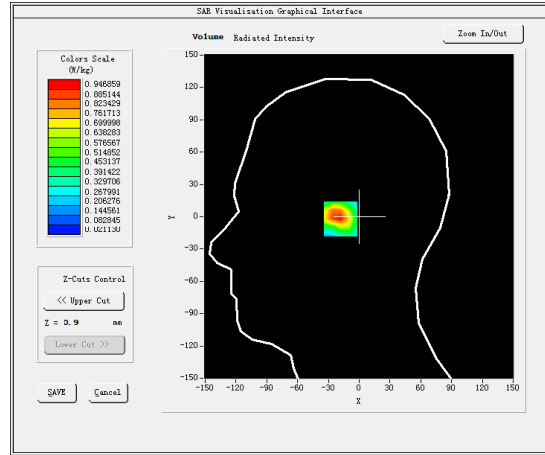 SAR Visualisation Graphical Interface
Volume Radiated Intensity
Zoom In/Out
Colors Scale
(W/kg)
0.946859
0.885144
0.823429
0.761713
0.699998
0.638283
0.576567
0.514852
0.453137
0.391422
0.329706
0.267991
0.206276
0.144561
0.082845
0.021130
Z-Cuts Control
<< Upper Cut
Z = 0.9 mm
Lower Cut >>
SAVE
Cancel
150
120
90
60
30
0
-30
-60
-90
-120
-150
Y
-150 -120 -90 -60 -30 0 30 60 90 120 150
X